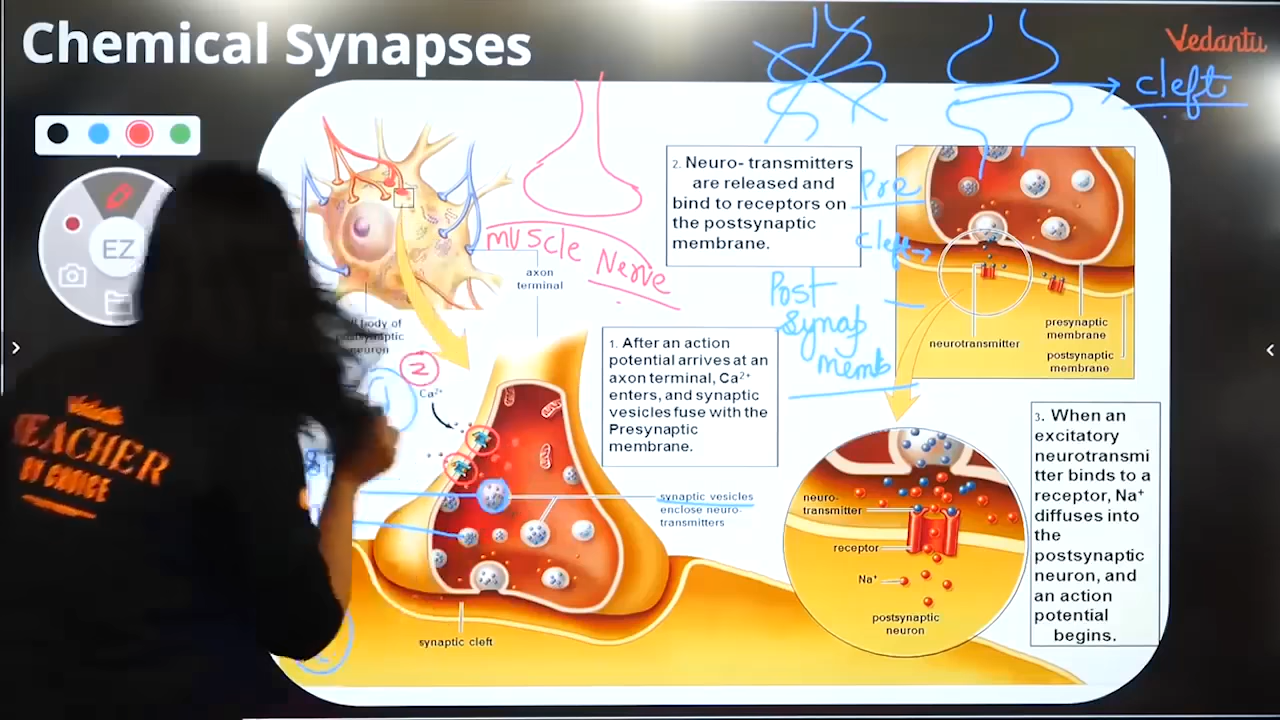 Chemical Synapses
Vedantu
cleft
EZ
muscle Nerve
axon
terminal
body of
neuron
2
1
Ca²⁺
1. After an action
potential arrives at an
axon terminal, Ca²⁺
enters, and synaptic
vesicles fuse with the
Presynaptic
membrane.
synaptic vesicles
enclose neuro-
transmitters
synaptic cleft
2. Neuro- transmitters
are released and
bind to receptors on
the postsynaptic
membrane.
Pre
cleft
Post
Synap
memb
neurotransmitter
presynaptic
membrane
postsynaptic
membrane
neuro-
transmitter
receptor
Na⁺
postsynaptic
neuron
3. When an
excitatory
neurotransmi
tter binds to a
receptor, Na⁺
diffuses into
the
postsynaptic
neuron, and
an action
potential
begins.
TEACHER
BY CHOICE